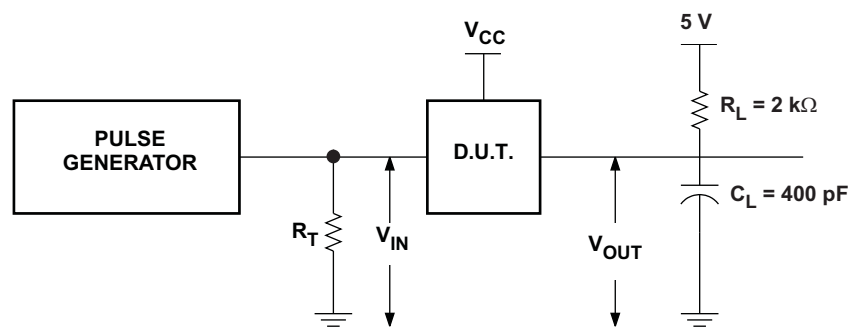 V_CC
5 V
R_L = 2 kΩ
PULSE
GENERATOR
D.U.T.
C_L = 400 pF
R_T
V_IN
V_OUT